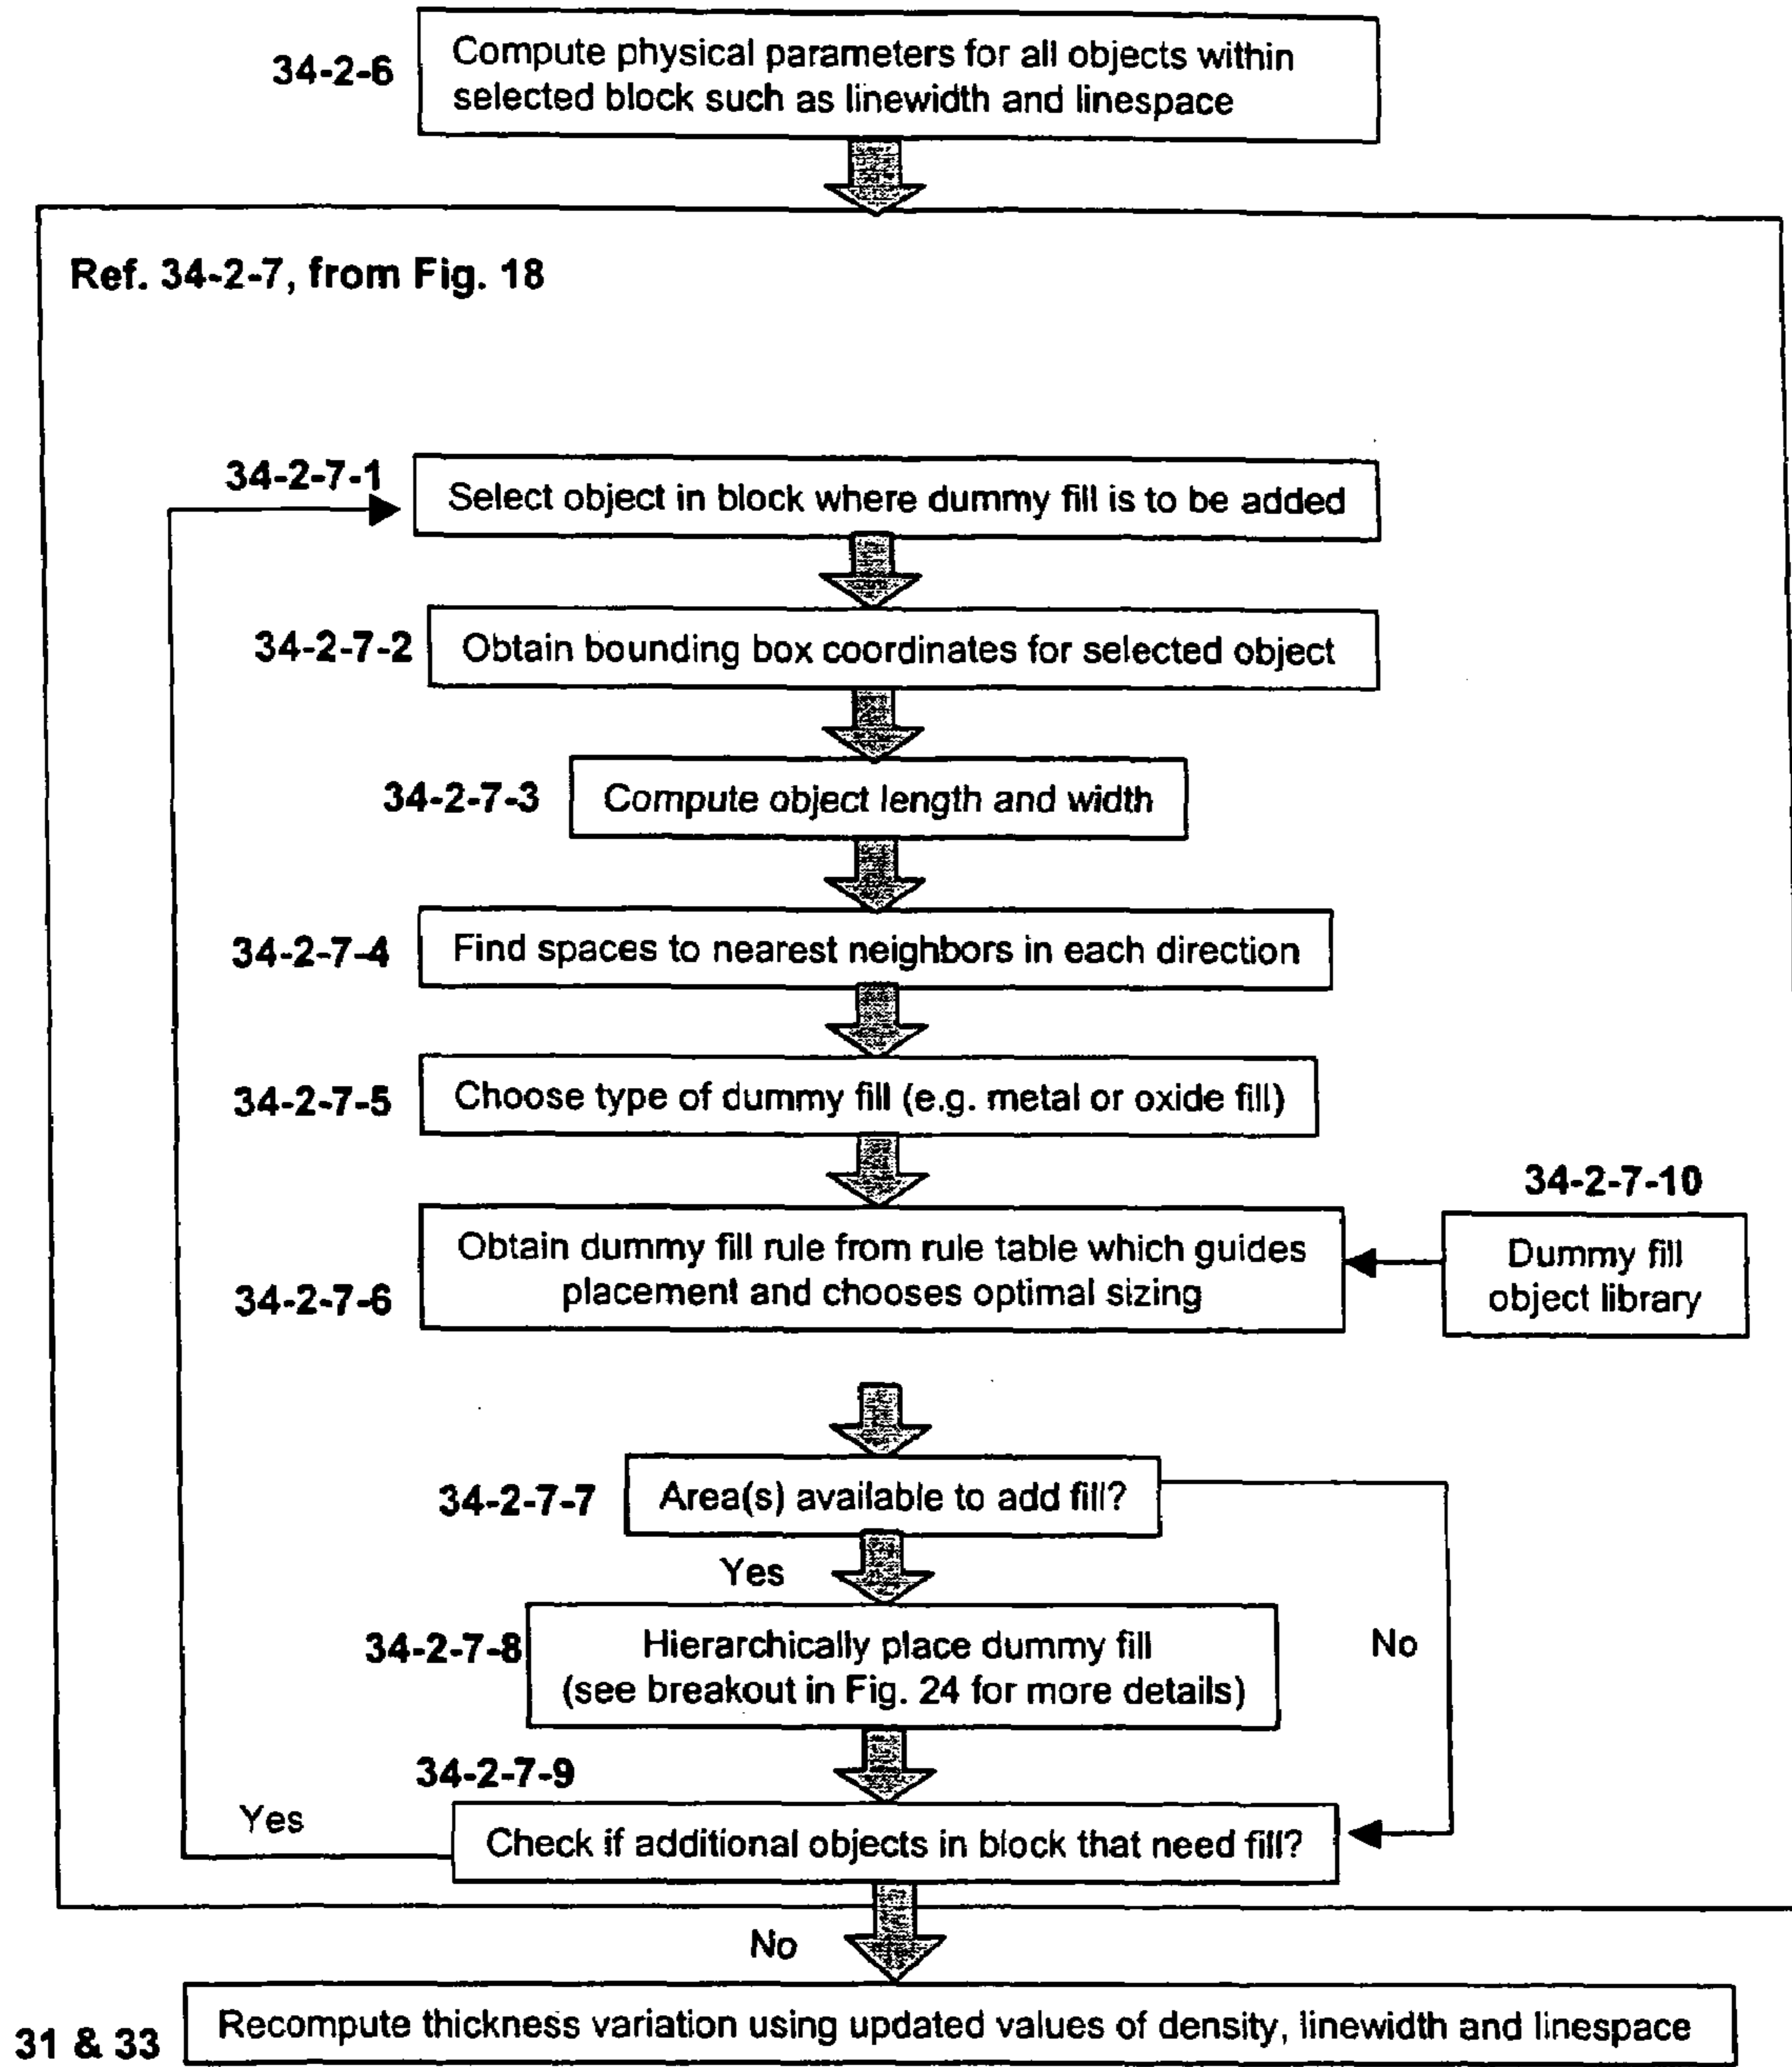 34-2-6
Compute physical parameters for all objects within
selected block such as linewidth and linespace
Ref. 34-2-7, from Fig. 18
34-2-7-1
Select object in block where dummy fill is to be added
34-2-7-2
Obtain bounding box coordinates for selected object
34-2-7-3
Compute object length and width
34-2-7-4
Find spaces to nearest neighbors in each direction
34-2-7-5
Choose type of dummy fill (e.g. metal or oxide fill)
34-2-7-10
34-2-7-6
Obtain dummy fill rule from rule table which guides
placement and chooses optimal sizing
Dummy fill
object library
34-2-7-7
Area(s) available to add fill?
Yes
No
34-2-7-8
Hierarchically place dummy fill
(see breakout in Fig. 24 for more details)
34-2-7-9
Yes
Check if additional objects in block that need fill?
No
31 & 33
Recompute thickness variation using updated values of density, linewidth and linespace